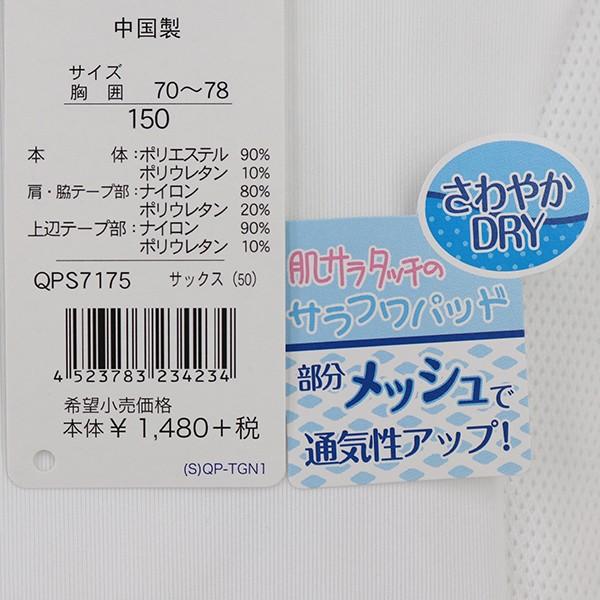 中国製
サイズ
胸囲 70〜78
150
本体：ポリエステル 90%
ポリウレタン 10%
肩・脇テープ部：ナイロン 80%
ポリウレタン 20%
上辺テープ部：ナイロン 90%
ポリウレタン 10%
QPS7175 サックス（50）
4 523783 234234
希望小売価格
本体¥1,480+税
(S)QP-TGN1
さわやか
DRY
肌サラタッチの
サラフワパッド
部分メッシュで
通気性アップ!